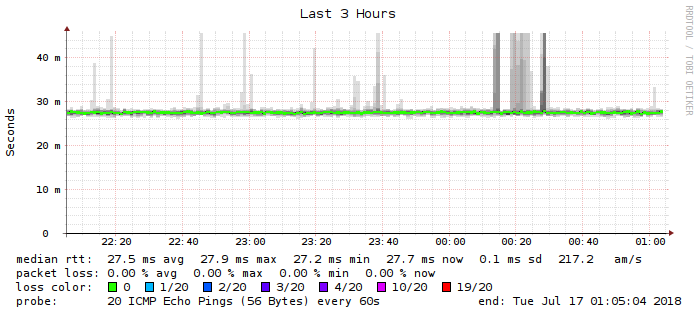 Last 3 Hours
RRDTOOL / TOBI OETIKER
Seconds
40 m
30 m
20 m
10 m
0
22:20 22:40 23:00 23:20 23:40 00:00 00:20 00:40 01:00
median rtt: 27.5 ms avg 27.9 ms max 27.2 ms min 27.7 ms now 0.1 ms sd 217.2 am/s
packet loss: 0.00 % avg 0.00 % max 0.00 % min 0.00 % now
loss color: 0 1/20 2/20 3/20 4/20 10/20 19/20
probe: 20 ICMP Echo Pings (56 Bytes) every 60s end: Tue Jul 17 01:05:04 2018